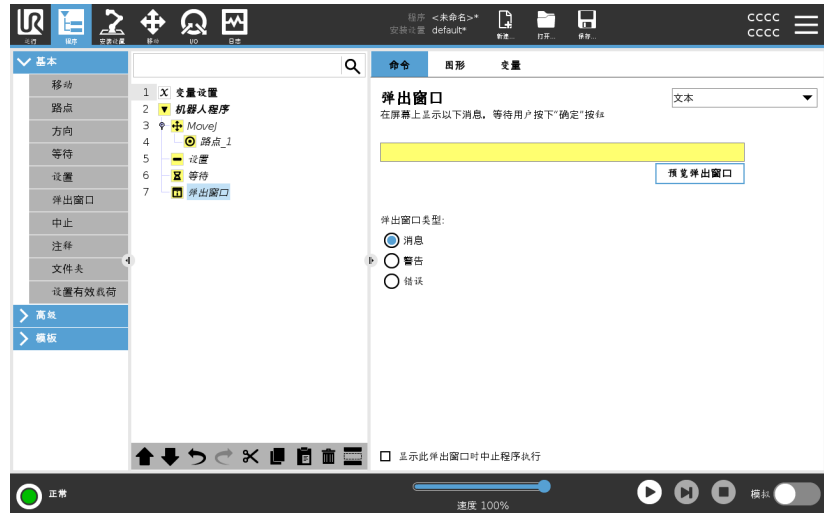 UR
运行 程序 安装设置 移动 I/O 日志
程序 <未命名>*
安装设置 default*
新建... 打开... 保存...
CCCC
CCCC
基本
移动
路点
方向
等待
设置
弹出窗口
中止
注释
文件夹
设置有效载荷
高级
模板
1 X 变量设置
2 机器人程序
3 MoveJ
4 路点_1
5 设置
6 等待
7 弹出窗口
命令 图形 变量
弹出窗口
文本
在屏幕上显示以下消息，等待用户按下“确定”按钮
预览弹出窗口
弹出窗口类型:
消息
警告
错误
显示此弹出窗口时中止程序执行
正常
速度 100%
模拟